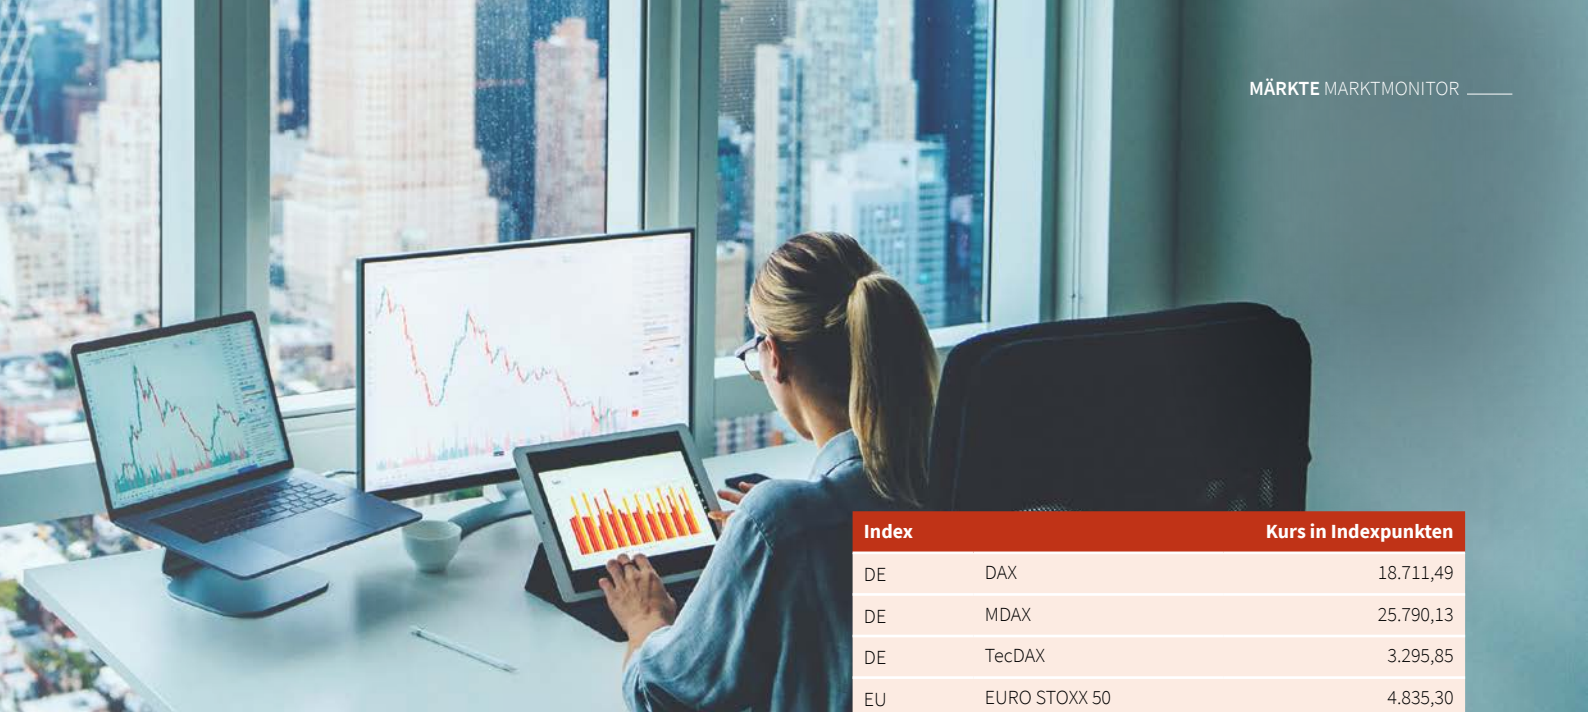 MÄRKTE MARKTMONITOR
Index Kurs in Indexpunkten
DE DAX 18.711,49
DE MDAX 25.790,13
DE TecDAX 3.295,85
EU EURO STOXX 50 4.835,30